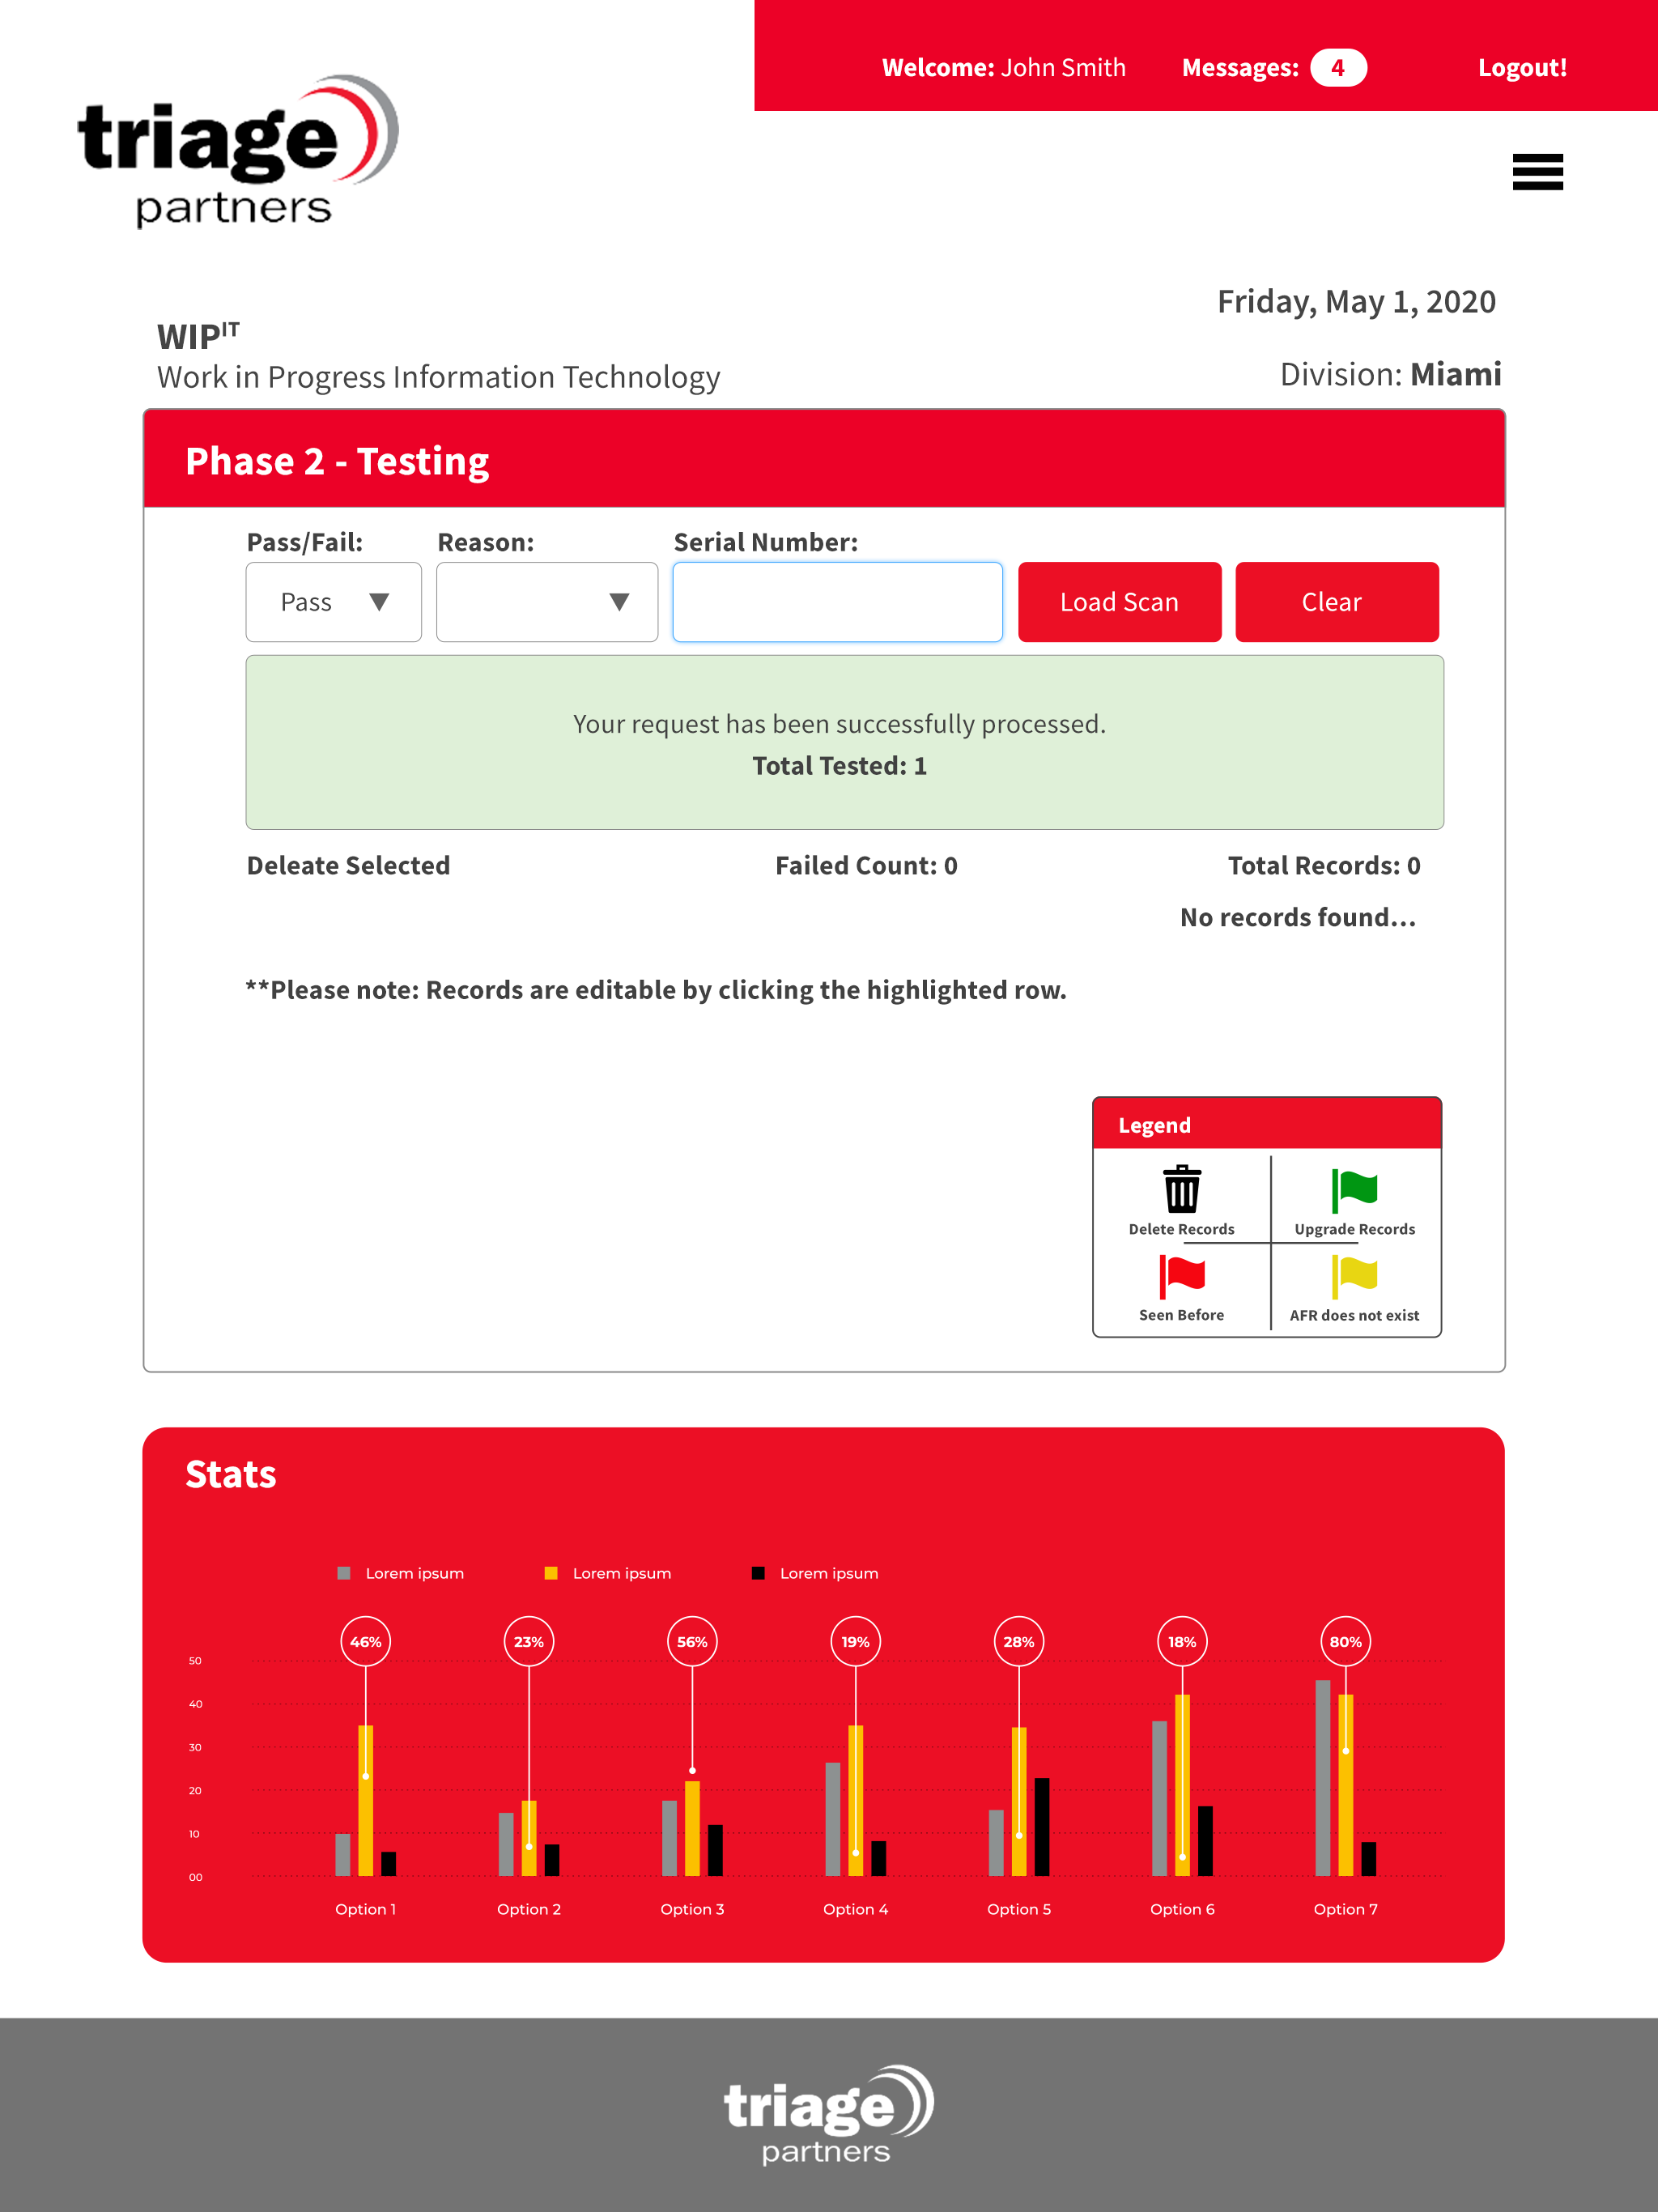 Welcome: John Smith Messages: 4 Logout!
triage
partners
Friday, May 1, 2020
WIPIT
Work in Progress Information Technology
Division: Miami
Phase 2 - Testing
Pass/Fail: Reason: Serial Number:
Pass Load Scan Clear
Your request has been successfully processed.
Total Tested: 1
Deleate Selected Failed Count: 0 Total Records: 0
No records found...
**Please note: Records are editable by clicking the highlighted row.
Legend
Delete Records Upgrade Records
Seen Before AFR does not exist
Stats
Lorem ipsum Lorem ipsum Lorem ipsum
46% 23% 56% 19% 28% 18% 80%
50
40
30
20
10
00
Option 1 Option 2 Option 3 Option 4 Option 5 Option 6 Option 7
triage
partners